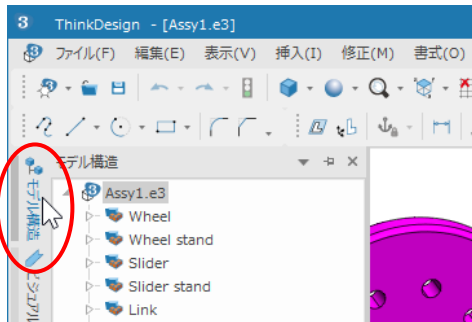 3 ThinkDesign - [Assy1.e3]
ファイル(F) 編集(E) 表示(V) 挿入(I) 修正(M) 書式(O)
モデル構造
モデル構造
Assy1.e3
Wheel
Wheel stand
Slider
Slider stand
Link